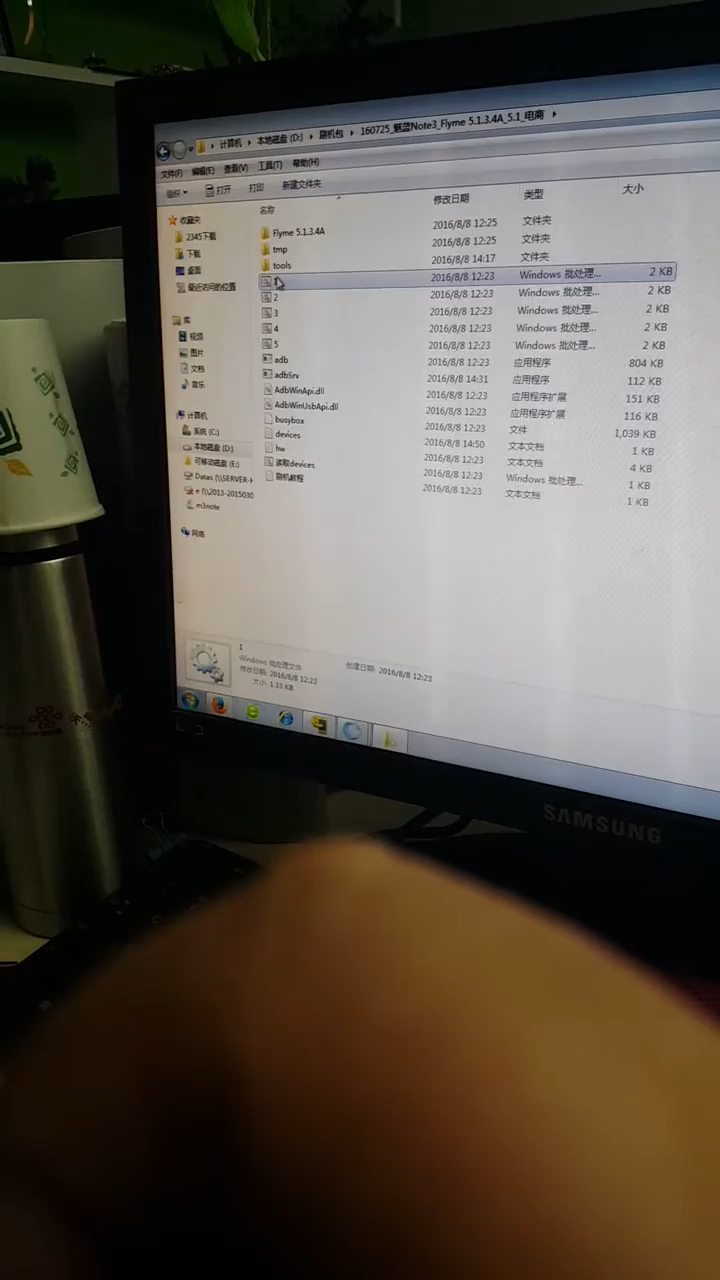 计算机 ▸ 本地磁盘 (D:) ▸ 刷机包 ▸ 160725_魅蓝Note3_Flyme 5.1.3.4A_5.1_电商 ▸
文件(F) 编辑(E) 查看(V) 工具(T) 帮助(H)
组织 打开 打印 新建文件夹
名称 修改日期 类型 大小
收藏夹
2345下载
下载
桌面
最近访问的位置
库
视频
图片
文档
音乐
计算机
系统 (C:)
本地磁盘 (D:)
可移动磁盘 (E:)
Datas (\\SERVER-
e (\\2013-2015030
m3note
网络
Flyme 5.1.3.4A 2016/8/8 12:25 文件夹
tmp 2016/8/8 12:25 文件夹
tools 2016/8/8 14:17 文件夹
1 2016/8/8 12:23 Windows 批处理... 2 KB
2 2016/8/8 12:23 Windows 批处理... 2 KB
3 2016/8/8 12:23 Windows 批处理... 2 KB
4 2016/8/8 12:23 Windows 批处理... 2 KB
5 2016/8/8 12:23 Windows 批处理... 2 KB
adb 2016/8/8 12:23 应用程序 804 KB
adbSrv 2016/8/8 14:31 应用程序 112 KB
AdbWinApi.dll 2016/8/8 12:23 应用程序扩展 151 KB
AdbWinUsbApi.dll 2016/8/8 12:23 应用程序扩展 116 KB
busybox 2016/8/8 12:23 文件 1,039 KB
devices 2016/8/8 14:50 文本文档 1 KB
hw 2016/8/8 12:23 文本文档 4 KB
读取devices 2016/8/8 12:23 Windows 批处理... 1 KB
刷机教程 2016/8/8 12:23 文本文档 1 KB
1
Windows 批处理文件
修改日期: 2016/8/8 12:23 创建日期: 2016/8/8 12:23
大小: 1.13 KB
SAMSUNG